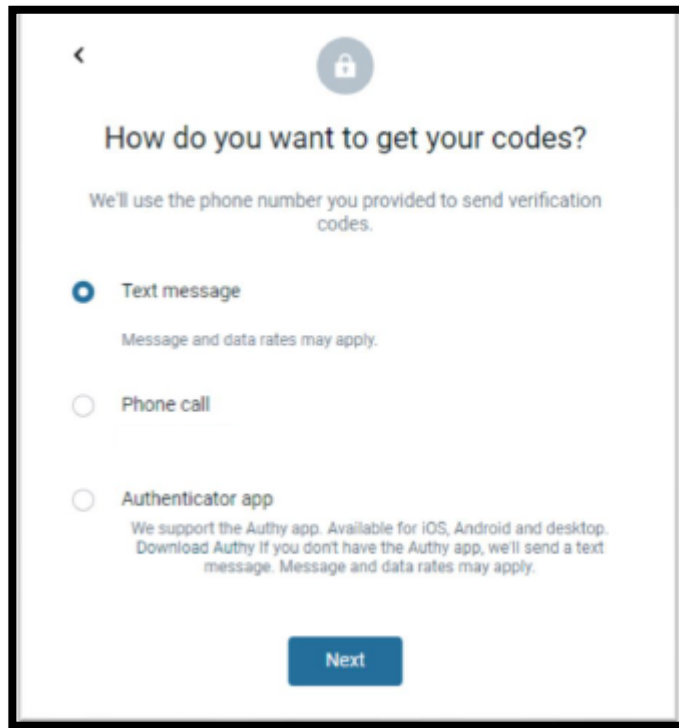 How do you want to get your codes?
We'll use the phone number you provided to send verification
codes.
Text message
Message and data rates may apply.
Phone call
Authenticator app
We support the Authy app. Available for iOS, Android and desktop.
Download Authy If you don't have the Authy app, we'll send a text
message. Message and data rates may apply.
Next